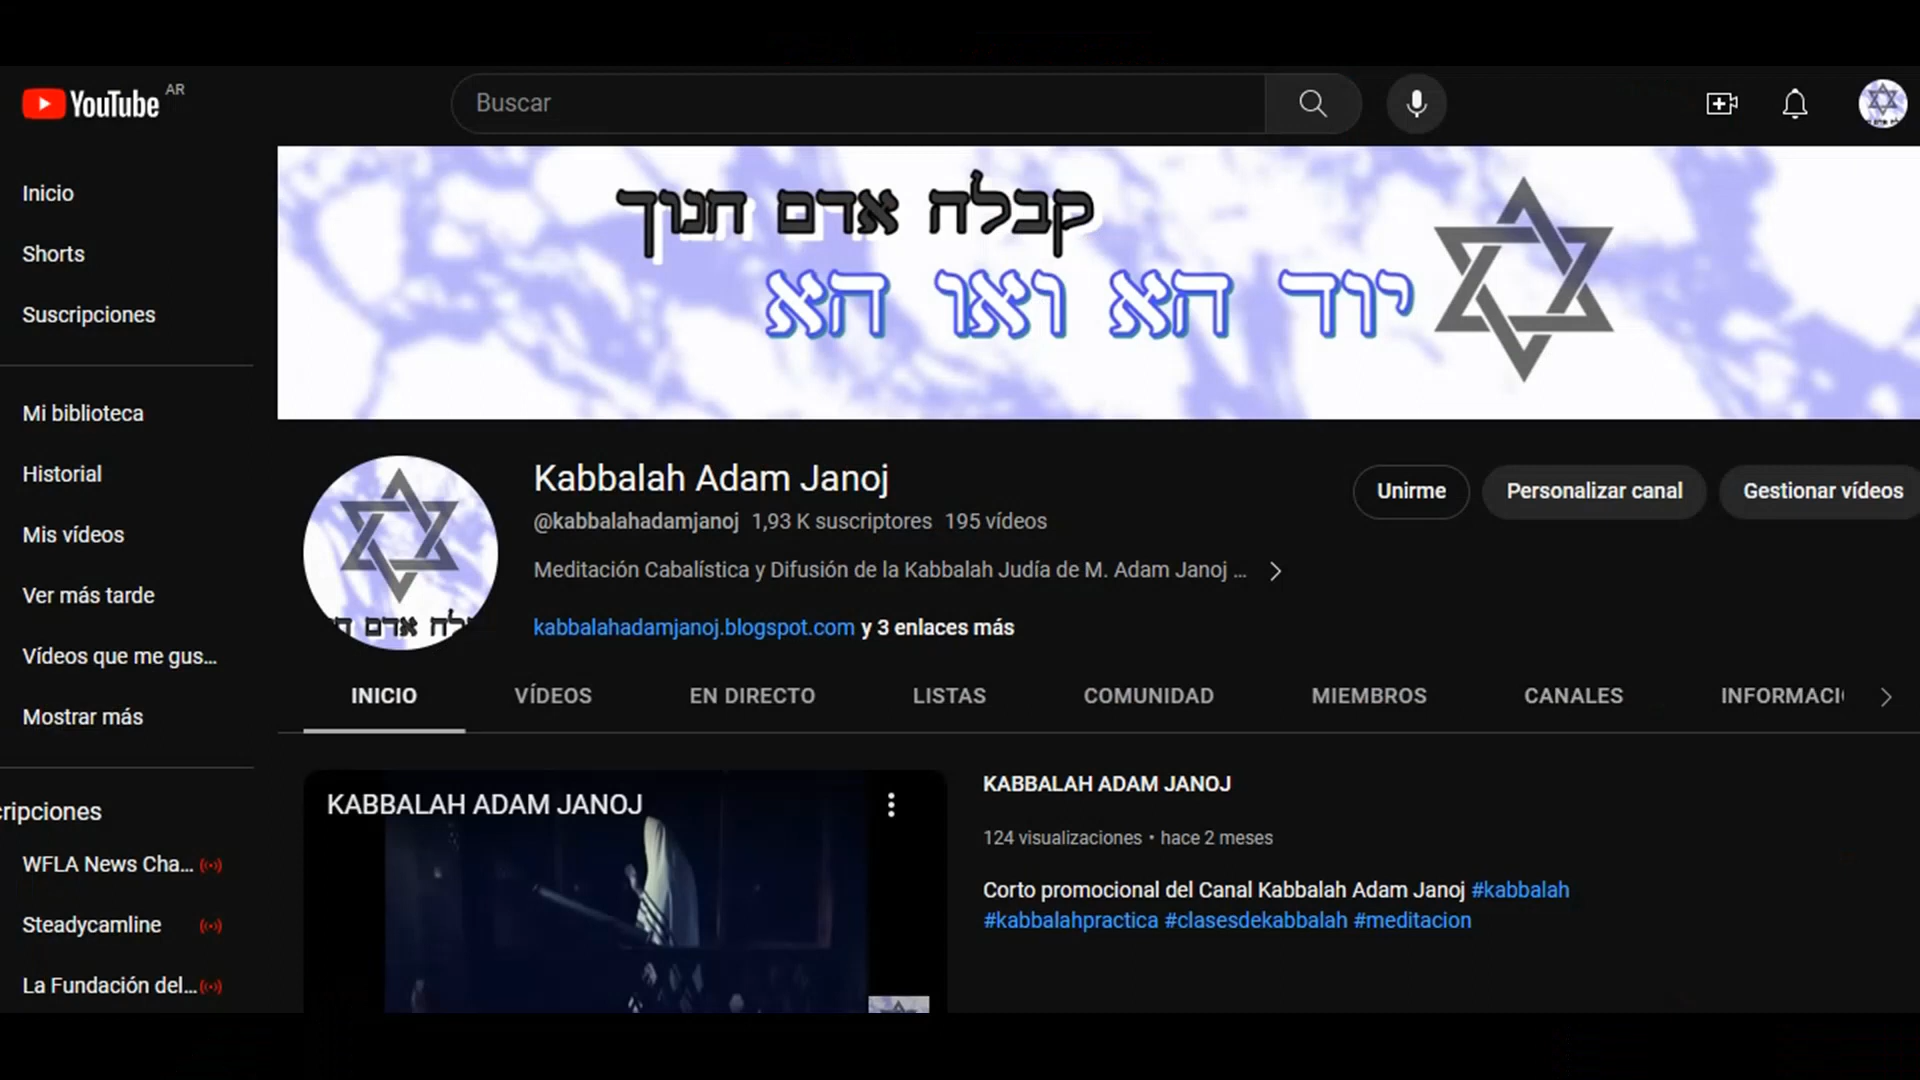 YouTube AR
Buscar
Inicio
Shorts
Suscripciones
Mi biblioteca
Historial
Mis vídeos
Ver más tarde
Vídeos que me gus...
Mostrar más
cripciones
WFLA News Cha...
Steadycamline
La Fundación del...
קבלה אדם חנוך
יוד הא ואו הא
Kabbalah Adam Janoj
@kabbalahadamjanoj 1,93 K suscriptores 195 vídeos
Meditación Cabalística y Difusión de la Kabbalah Judía de M. Adam Janoj ...
kabbalahadamjanoj.blogspot.com y 3 enlaces más
Unirme
Personalizar canal
Gestionar vídeos
INICIO
VÍDEOS
EN DIRECTO
LISTAS
COMUNIDAD
MIEMBROS
CANALES
INFORMACI
KABBALAH ADAM JANOJ
KABBALAH ADAM JANOJ
124 visualizaciones • hace 2 meses
Corto promocional del Canal Kabbalah Adam Janoj #kabbalah
#kabbalahpractica #clasesdekabbalah #meditacion